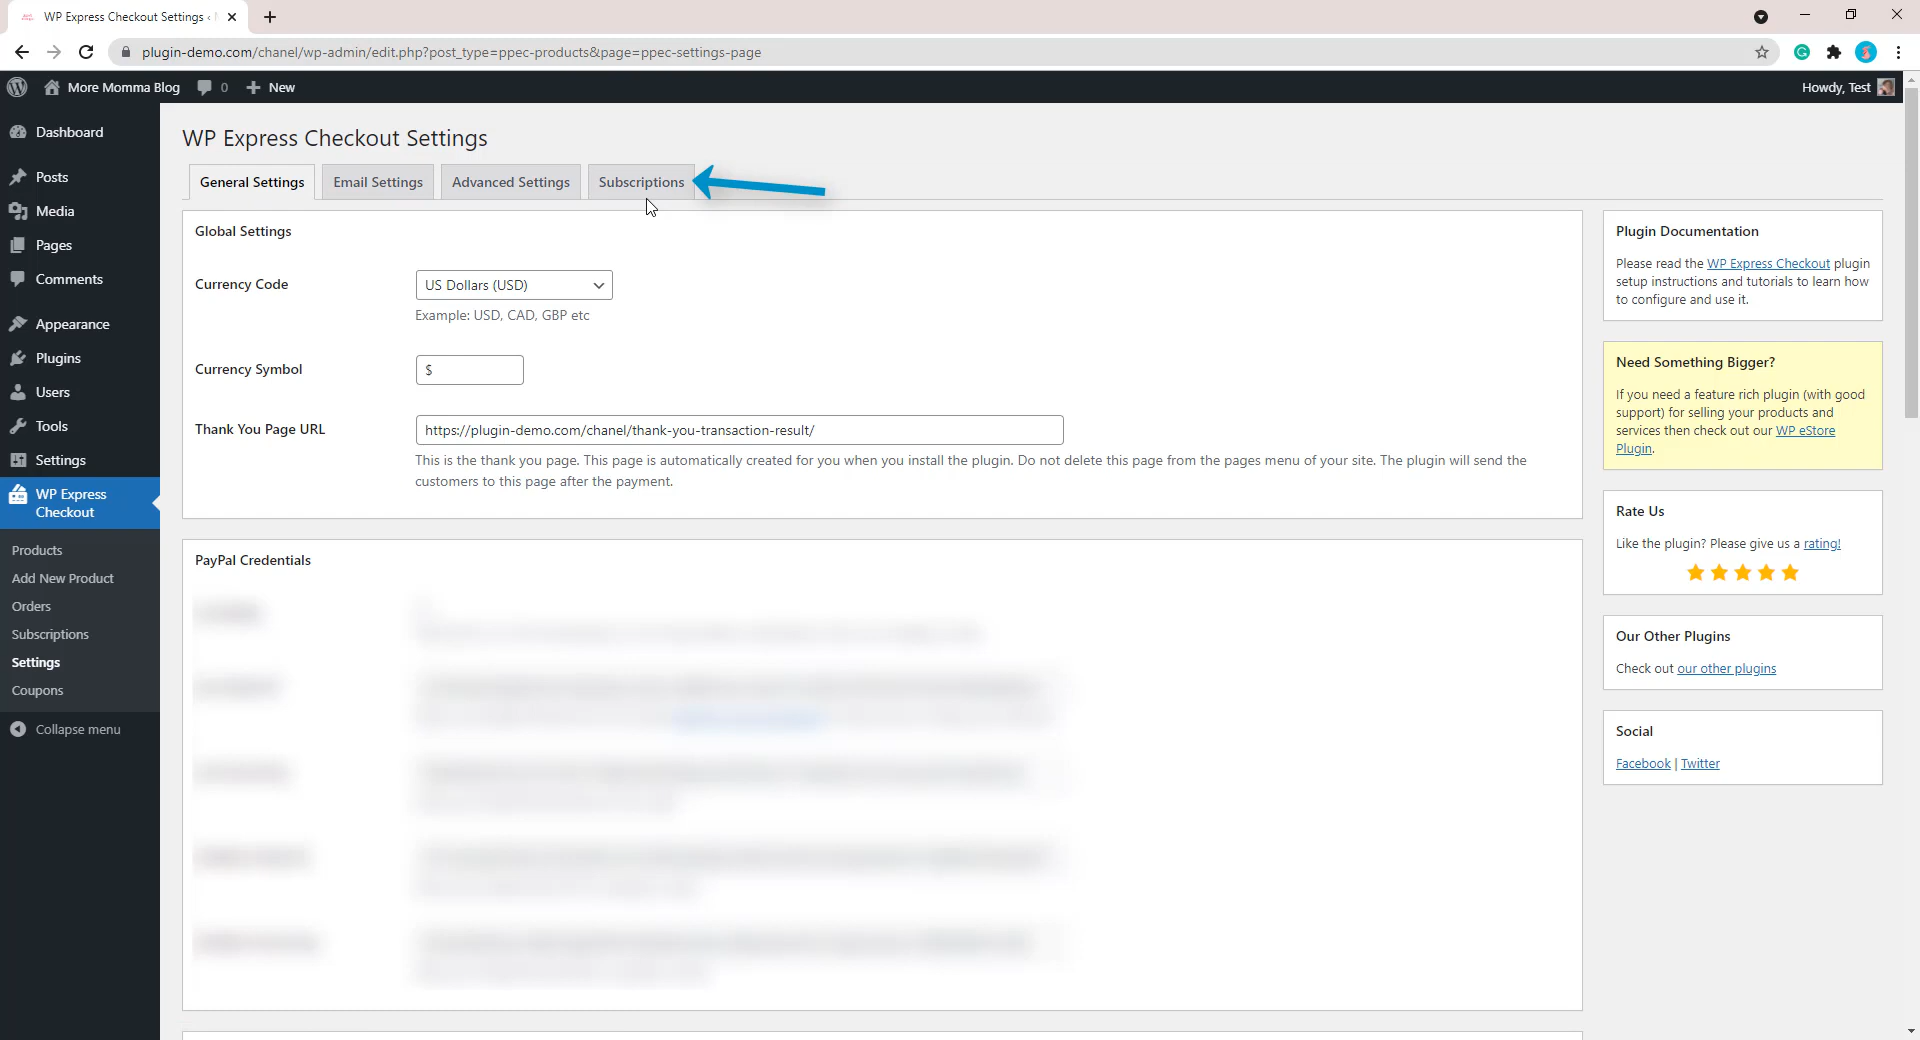 WP Express Checkout Settings ‹
plugin-demo.com/chanel/wp-admin/edit.php?post_type=ppec-products&page=ppec-settings-page
More Momma Blog
0
New
Howdy, Test
Dashboard
Posts
Media
Pages
Comments
Appearance
Plugins
Users
Tools
Settings
WP Express
Checkout
Products
Add New Product
Orders
Subscriptions
Settings
Coupons
Collapse menu
WP Express Checkout Settings
General Settings
Email Settings
Advanced Settings
Subscriptions
Global Settings
Currency Code
US Dollars (USD)
Example: USD, CAD, GBP etc
Currency Symbol
$
Thank You Page URL
https://plugin-demo.com/chanel/thank-you-transaction-result/
This is the thank you page. This page is automatically created for you when you install the plugin. Do not delete this page from the pages menu of your site. The plugin will send the
customers to this page after the payment.
PayPal Credentials
Plugin Documentation
Please read the WP Express Checkout plugin
setup instructions and tutorials to learn how
to configure and use it.
Need Something Bigger?
If you need a feature rich plugin (with good
support) for selling your products and
services then check out our WP eStore
Plugin.
Rate Us
Like the plugin? Please give us a rating!
Our Other Plugins
Check out our other plugins
Social
Facebook | Twitter